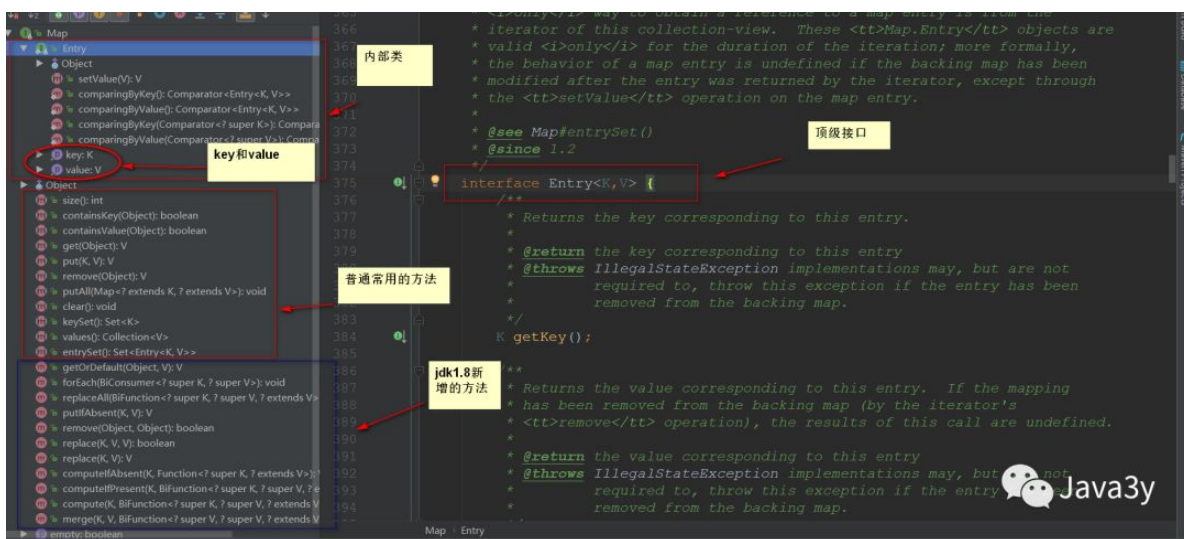 Map
Entry
Object
setValue(V): V
comparingByKey(): Comparator<Entry<K, V>>
comparingByValue(): Comparator<Entry<K, V>>
comparingByKey(Comparator<? super K>): Compara
comparingByValue(Comparator<? super V>): Compa
key: K
value: V
Object
size(): int
containsKey(Object): boolean
containsValue(Object): boolean
get(Object): V
put(K, V): V
remove(Object): V
putAll(Map<? extends K, ? extends V>): void
clear(): void
keySet(): Set<K>
values(): Collection<V>
entrySet(): Set<Entry<K, V>>
getOrDefault(Object, V): V
forEach(BiConsumer<? super K, ? super V>): void
replaceAll(BiFunction<? super K, ? super V, ? extends V>
putIfAbsent(K, V): V
remove(Object, Object): boolean
replace(K, V, V): boolean
replace(K, V): V
computeIfAbsent(K, Function<? super K, ? extends V>):
computeIfPresent(K, BiFunction<? super K, ? super V, ? e
compute(K, BiFunction<? super K, ? super V, ? extends V
merge(K, V, BiFunction<? super V, ? super V, ? extends V
empty: boolean
内部类
key和value
普通常用的方法
jdk1.8新
增的方法
顶级接口
365 * <i>only</i> way to obtain a reference to a map entry is from the
366 * iterator of this collection-view. These <tt>Map.Entry</tt> objects are
367 * valid <i>only</i> for the duration of the iteration; more formally,
368 * the behavior of a map entry is undefined if the backing map has been
369 * modified after the entry was returned by the iterator, except through
370 * the <tt>setValue</tt> operation on the map entry.
371 *
372 * @see Map#entrySet()
373 * @since 1.2
374 */
375 interface Entry<K,V> {
376 /**
377 * Returns the key corresponding to this entry.
378 *
379 * @return the key corresponding to this entry
* @throws IllegalStateException implementations may, but are not
* required to, throw this exception if the entry has been
* removed from the backing map.
383 */
384 K getKey();
385
386 /**
387 * Returns the value corresponding to this entry. If the mapping
388 * has been removed from the backing map (by the iterator's
389 * <tt>remove</tt> operation), the results of this call are undefined.
390 *
391 * @return the value corresponding to this entry
392 * @throws IllegalStateException implementations may, but not
393 * required to, throw this exception if the entry
394 * removed from the backing map.
Java3y
Map
Entry